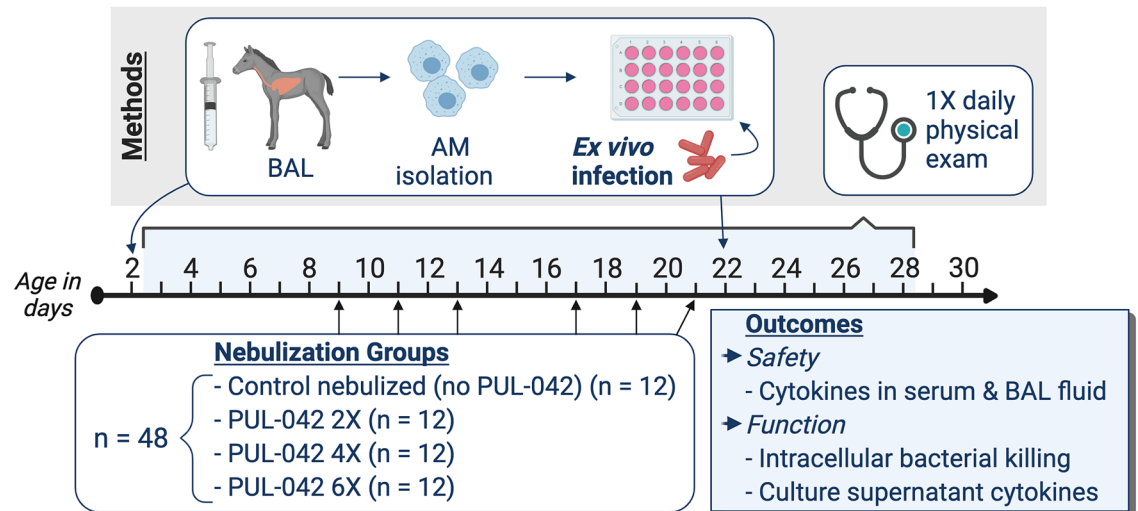 Methods
BAL
AM
isolation
Ex vivo
infection
1X daily
physical
exam
Age in
days
2 4 6 8 10 12 14 16 18 20 22 24 26 28 30
Nebulization Groups
n = 48
- Control nebulized (no PUL-042) (n = 12)
- PUL-042 2X (n = 12)
- PUL-042 4X (n = 12)
- PUL-042 6X (n = 12)
Outcomes
Safety
- Cytokines in serum & BAL fluid
Function
- Intracellular bacterial killing
- Culture supernatant cytokines